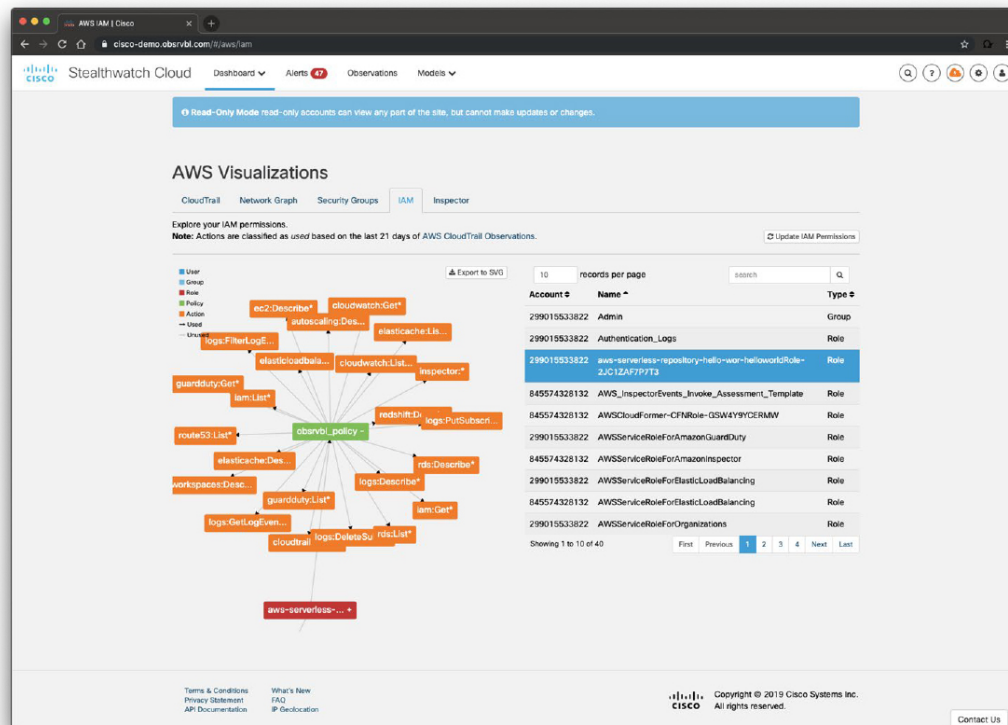 AWS IAM | Cisco
cisco-demo.obsrvbl.com/#/aws/iam
CISCO Stealthwatch Cloud Dashboard Alerts 47 Observations Models
Read-Only Mode read-only accounts can view any part of the site, but cannot make updates or changes.
AWS Visualizations
CloudTrail Network Graph Security Groups IAM Inspector
Explore your IAM permissions.
Note: Actions are classified as used based on the last 21 days of AWS CloudTrail Observations.
Update IAM Permissions
User
Group
Role
Policy
Action
Used
Unused
Export to SVG
ec2:Describe*
cloudwatch:Get*
autoscaling:Des...
elasticache:Lis...
logs:FilterLogE...
elasticloadbala...
cloudwatch:List...
inspector:*
guardduty:Get*
iam:List*
redshift:D
logs:PutSubscri...
route53:List*
obsrvbl_policy -
elasticache:Des...
rds:Describe*
workspaces:Desc...
logs:Describe*
guardduty:List*
iam:Get*
logs:GetLogEven...
cloudtrail
logs:DeleteSu
rds:List*
aws-serverless-... +
10 records per page
search
Account Name Type
299015533822 Admin Group
299015533822 Authentication_Logs Role
299015533822 aws-serverless-repository-hello-wor-helloworldRole- Role
2JC1ZAF7P7T3
845574328132 AWS_InspectorEvents_Invoke_Assessment_Template Role
845574328132 AWSCloudFormer-CFNRole-GSW4Y9YCERMW Role
299015533822 AWSServiceRoleForAmazonGuardDuty Role
845574328132 AWSServiceRoleForAmazonInspector Role
299015533822 AWSServiceRoleForElasticLoadBalancing Role
845574328132 AWSServiceRoleForElasticLoadBalancing Role
299015533822 AWSServiceRoleForOrganizations Role
Showing 1 to 10 of 40
First Previous 1 2 3 4 Next Last
Terms & Conditions What's New
Privacy Statement FAQ
API Documentation IP Geolocation
CISCO
Copyright © 2019 Cisco Systems Inc.
All rights reserved.
Contact Us